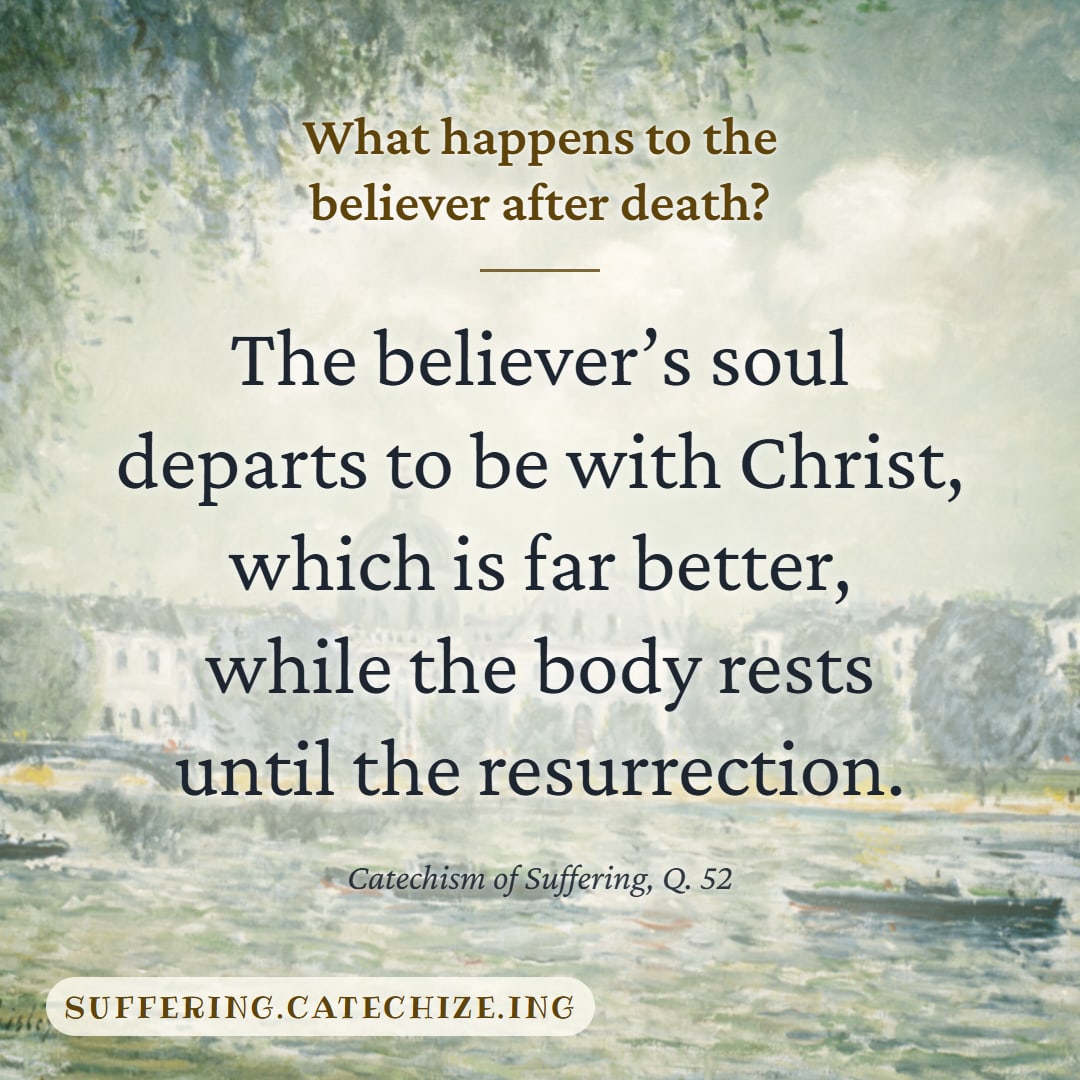 What happens to the
believer after death?
The believer’s soul
departs to be with Christ,
which is far better,
while the body rests
until the resurrection.
Catechism of Suffering, Q. 52
SUFFERING.CATECHIZE.ING